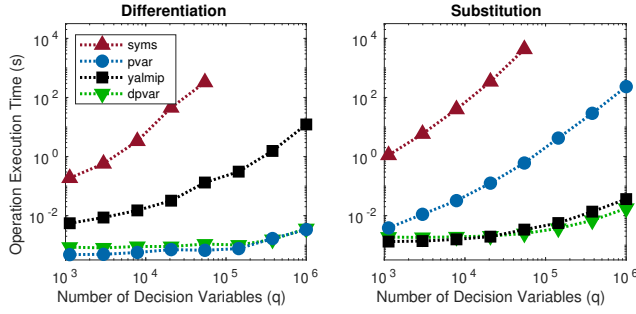 Differentiation
Operation Execution Time (s)
10^4
10^2
10^0
10^-2
syms
pvar
yalmip
dpvar
10^3
10^4
10^5
10^6
Number of Decision Variables (q)
Substitution
10^4
10^2
10^0
10^-2
10^3
10^4
10^5
10^6
Number of Decision Variables (q)